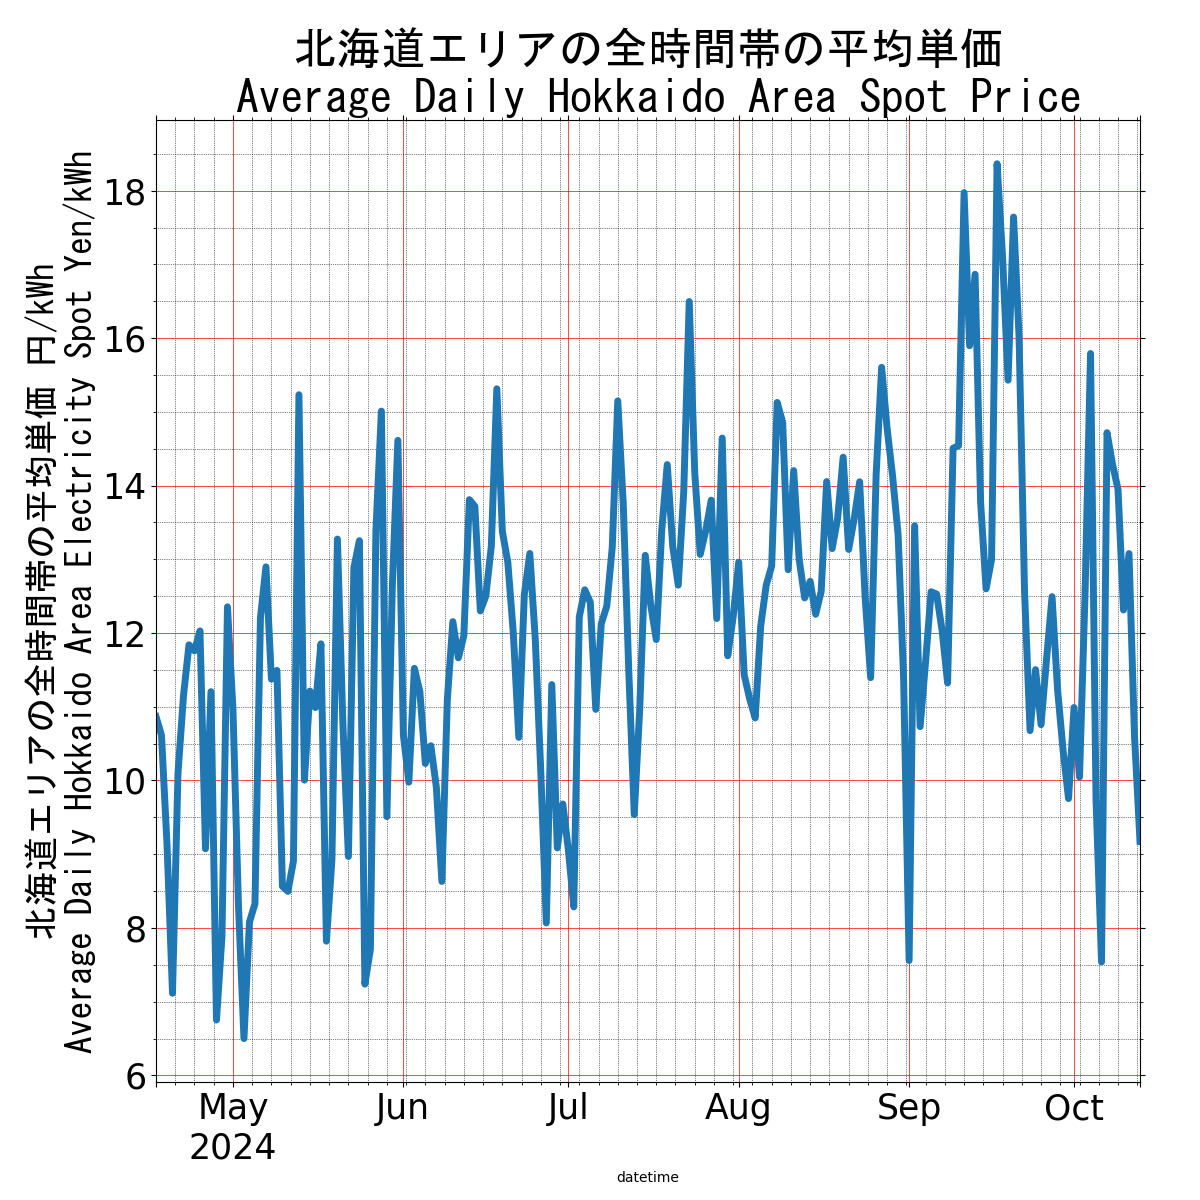 北海道エリアの全時間帯の平均単価
Average Daily Hokkaido Area Spot Price
北海道エリアの全時間帯の平均単価 円/kWh
Average Daily Hokkaido Area Electricity Spot Yen/kWh
18
16
14
12
10
8
6
May
2024
Jun
Jul
Aug
Sep
Oct
datetime